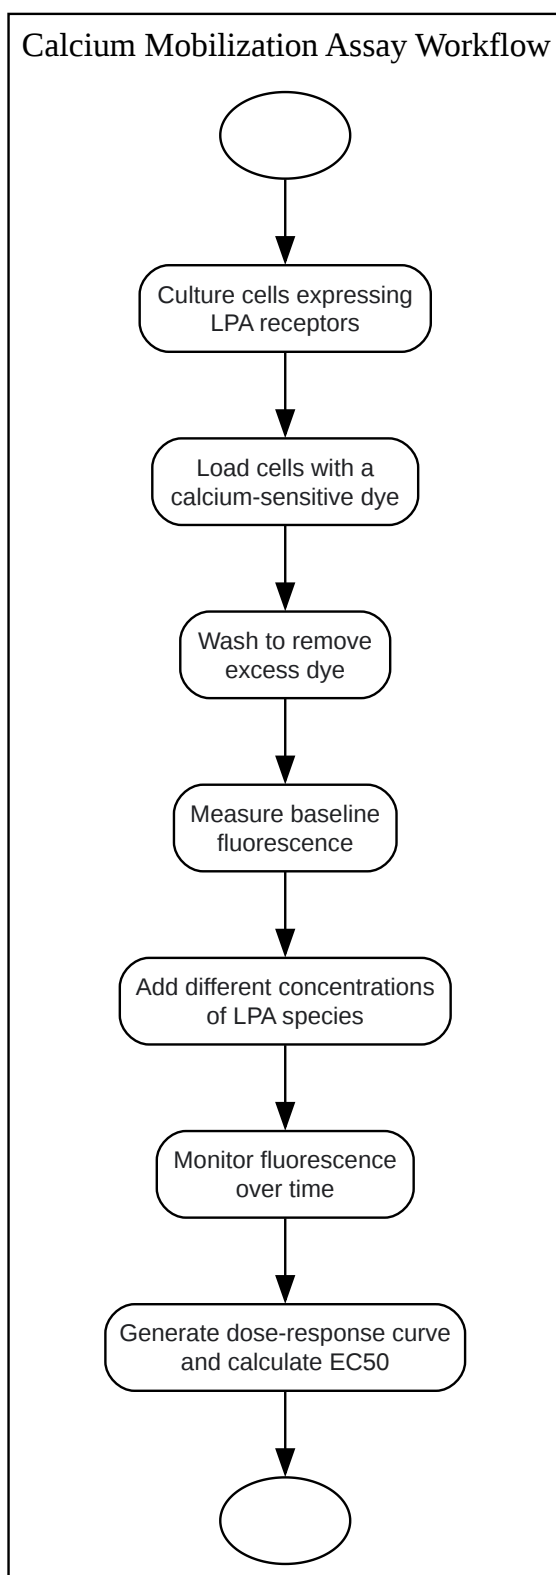 Calcium Mobilization Assay Workflow
Culture cells expressing
LPA receptors
Load cells with a
calcium-sensitive dye
Wash to remove
excess dye
Measure baseline
fluorescence
Add different concentrations
of LPA species
Monitor fluorescence
over time
Generate dose-response curve
and calculate EC50